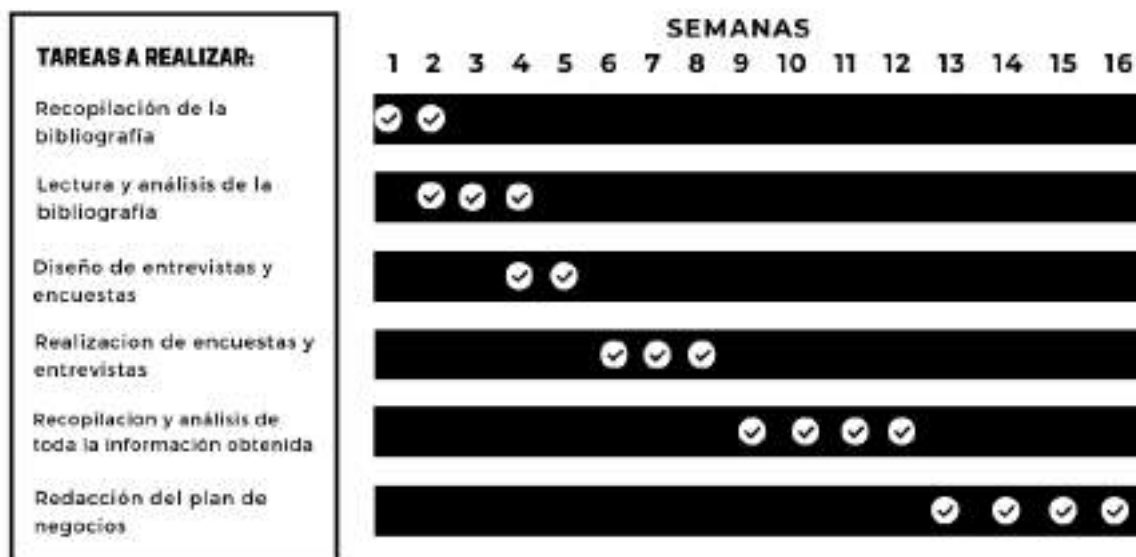 SEMANAS
TAREAS A REALIZAR:
1 2 3 4 5 6 7 8 9 10 11 12 13 14 15 16
Recopilación de la
bibliografía
Lectura y análisis de la
bibliografía
Diseño de entrevistas y
encuestas
Realizacion de encuestas y
entrevistas
Recopilacion y análisis de
toda la información obtenida
Redacción del plan de
negocios